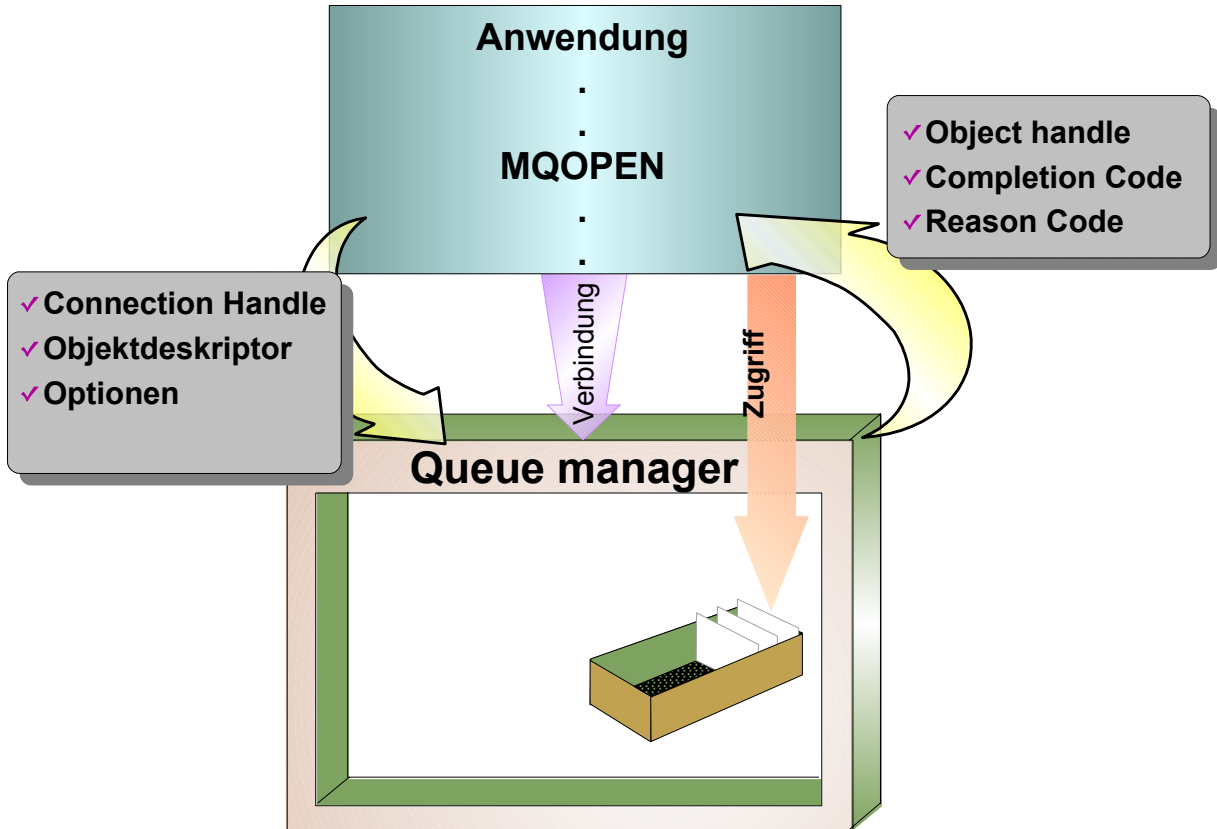 Anwendung
.
.
MQOPEN
.
.
Object handle
Completion Code
Reason Code
Connection Handle
Objektdeskriptor
Optionen
Verbindung
Zugriff
Queue manager